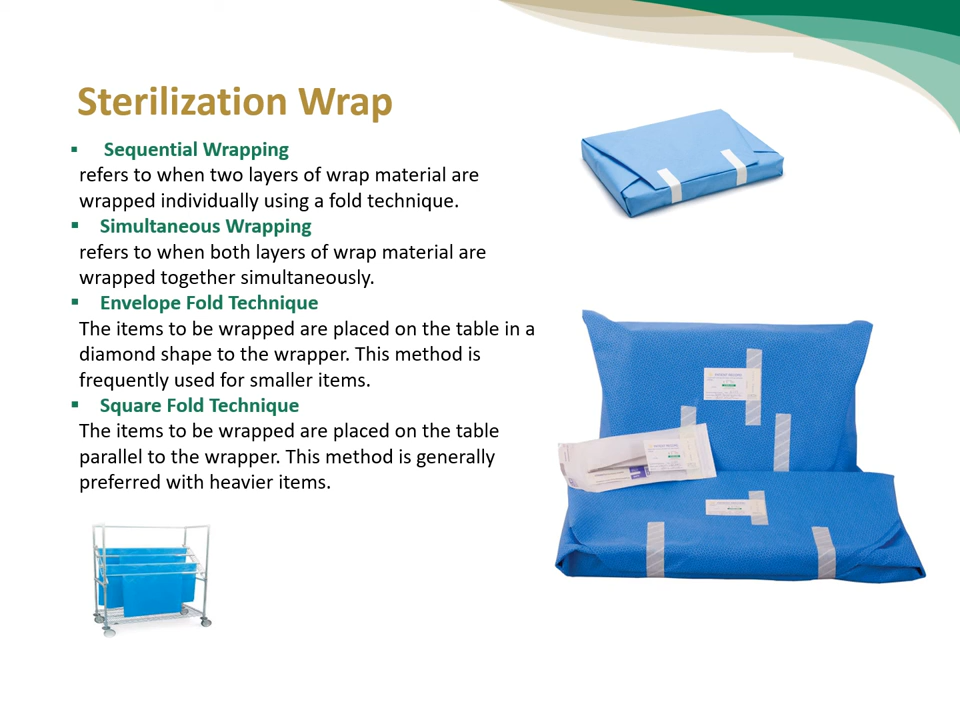 Sterilization Wrap
▪ Sequential Wrapping
refers to when two layers of wrap material are
wrapped individually using a fold technique.
▪ Simultaneous Wrapping
refers to when both layers of wrap material are
wrapped together simultaneously.
▪ Envelope Fold Technique
The items to be wrapped are placed on the table in a
diamond shape to the wrapper. This method is
frequently used for smaller items.
▪ Square Fold Technique
The items to be wrapped are placed on the table
parallel to the wrapper. This method is generally
preferred with heavier items.